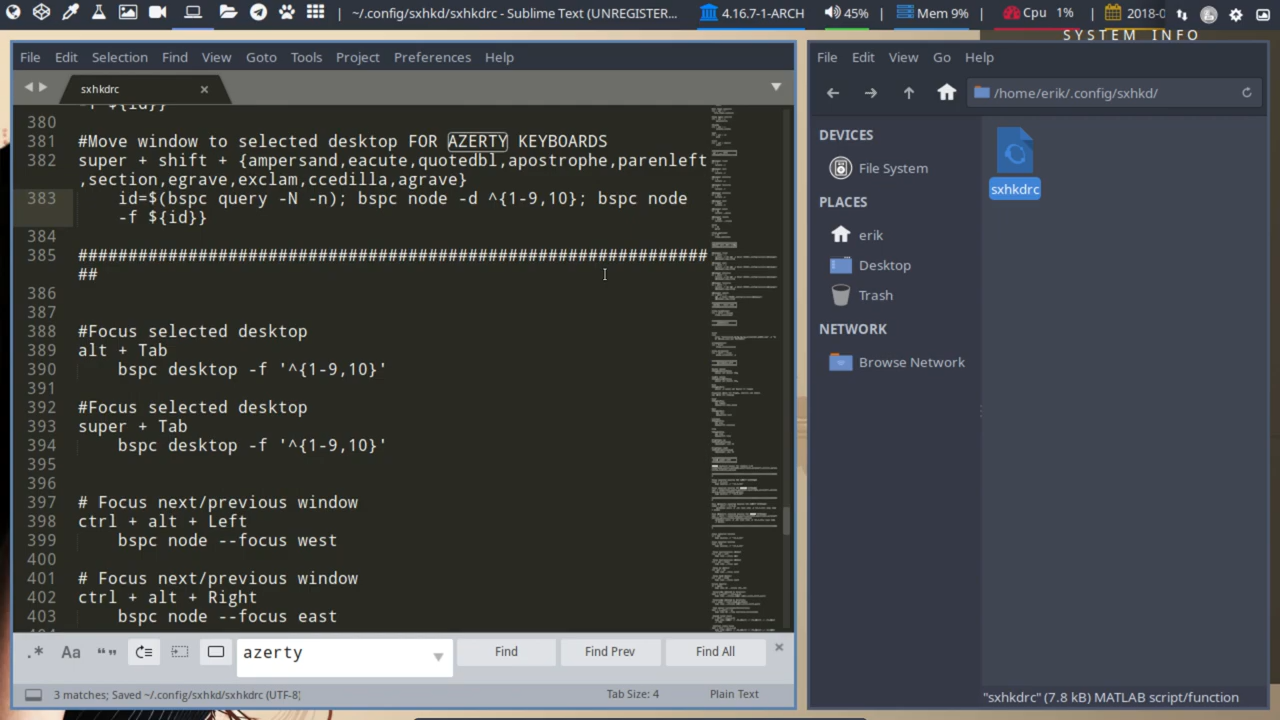 ~/.config/sxhkd/sxhkdrc - Sublime Text (UNREGISTER...
4.16.7-1-ARCH
45%
Mem 9%
Cpu 1%
2018-0
SYSTEM INFO
File Edit Selection Find View Goto Tools Project Preferences Help
sxhkdrc
-f ${id}}
380
381 #Move window to selected desktop FOR AZERTY KEYBOARDS
382 super + shift + {ampersand,eacute,quotedbl,apostrophe,parenleft
,section,egrave,exclam,ccedilla,agrave}
383 id=$(bspc query -N -n); bspc node -d ^{1-9,10}; bspc node
-f ${id}}
384
385 ###############################################################
##
386
387
388 #Focus selected desktop
389 alt + Tab
390 bspc desktop -f '^{1-9,10}'
391
392 #Focus selected desktop
393 super + Tab
394 bspc desktop -f '^{1-9,10}'
395
396
397 # Focus next/previous window
398 ctrl + alt + Left
399 bspc node --focus west
400
401 # Focus next/previous window
402 ctrl + alt + Right
403 bspc node --focus east
.* Aa “” azerty Find Find Prev Find All
3 matches; Saved ~/.config/sxhkd/sxhkdrc (UTF-8)
Tab Size: 4
Plain Text
File Edit View Go Help
/home/erik/.config/sxhkd/
DEVICES
File System
PLACES
erik
Desktop
Trash
NETWORK
Browse Network
sxhkdrc
"sxhkdrc" (7.8 kB) MATLAB script/function